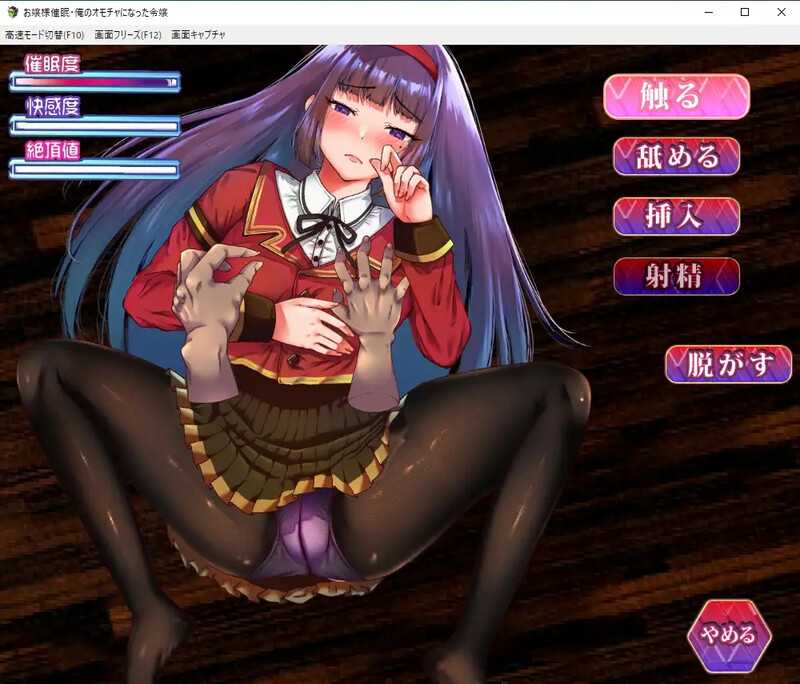 お嬢様催眠・俺のオモチャになった令嬢
高速モード切替(F10) 画面フリーズ(F12) 画面キャプチャ
催眠度
快感度
絶頂値
触る
舐める
挿入
射精
脱がす
やめる